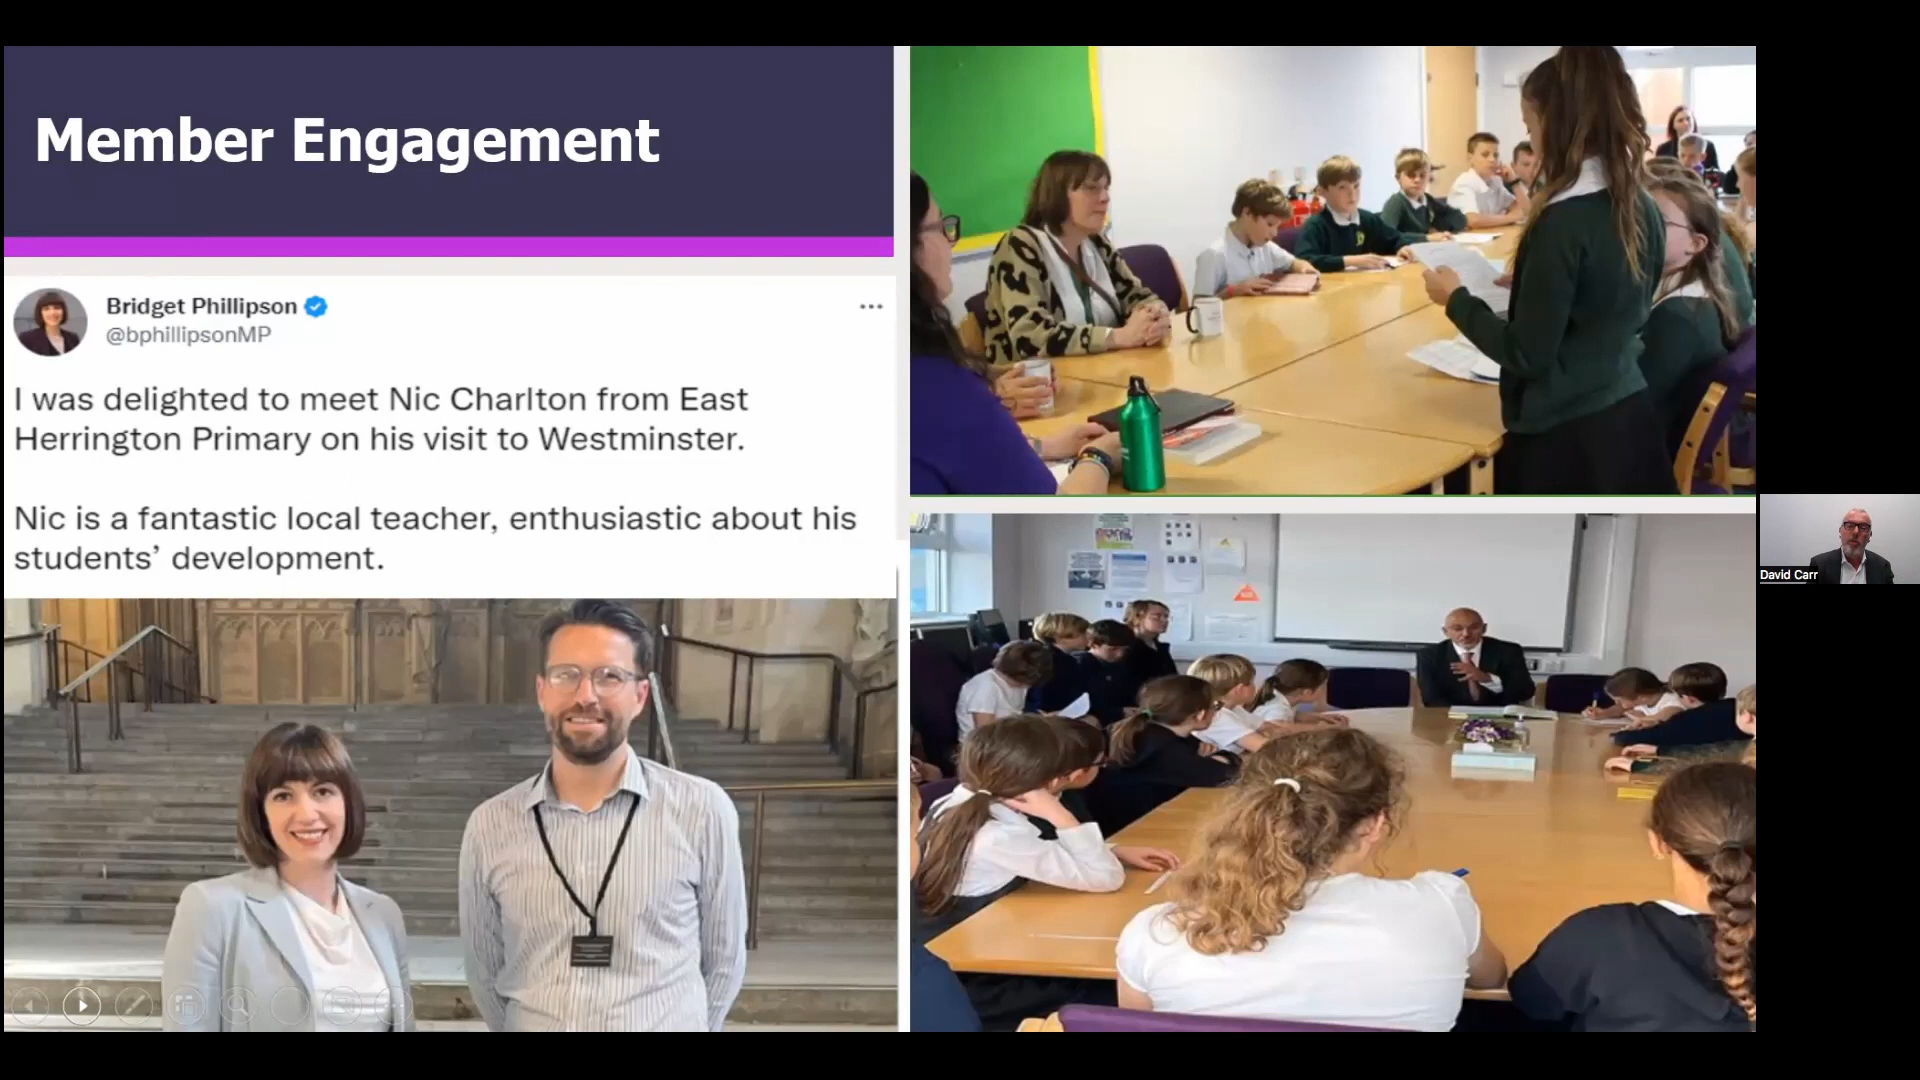 Member Engagement
Bridget Phillipson
@bphillipsonMP
I was delighted to meet Nic Charlton from East
Herrington Primary on his visit to Westminster.
Nic is a fantastic local teacher, enthusiastic about his
students’ development.
David Carr